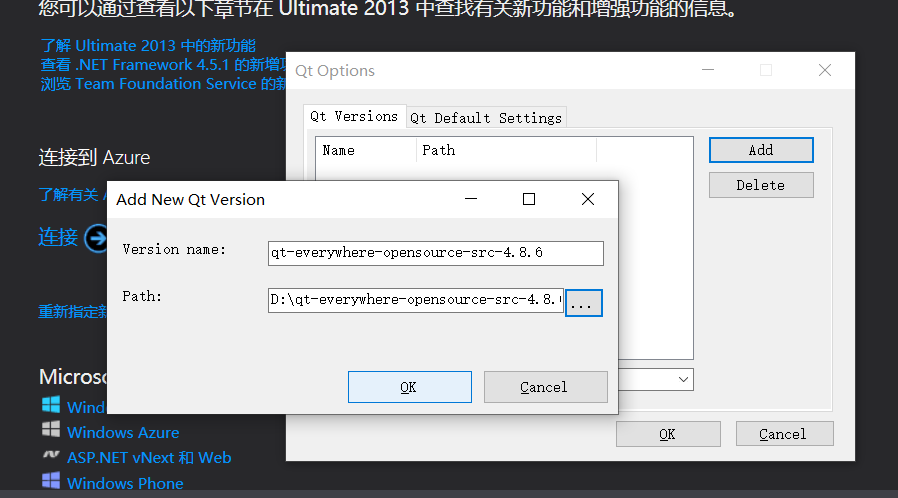 您可以通过查看以下章节在 Ultimate 2013 中查找有关新功能和增强功能的信息。
了解 Ultimate 2013 中的新功能
查看 .NET Framework 4.5.1 的新增
浏览 Team Foundation Service 的新
Qt Options
Qt Versions
Qt Default Settings
Name
Path
Add
Delete
连接到 Azure
了解有关
连接
重新指定
Add New Qt Version
Version name:
qt-everywhere-opensource-src-4.8.6
Path:
D:\qt-everywhere-opensource-src-4.8.
...
OK
Cancel
OK
Cancel
Windows Azure
ASP.NET vNext 和 Web
Windows Phone